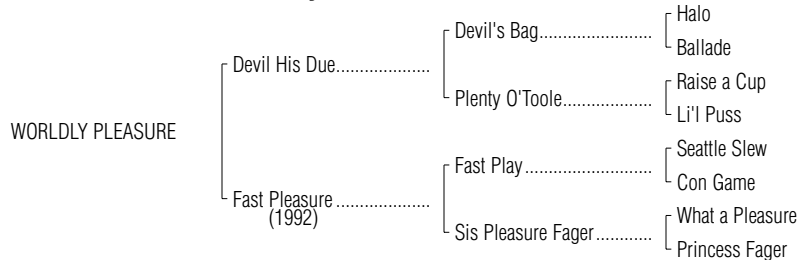 Halo
Devil's Bag........................
Ballade
Devil His Due....................
Raise a Cup
Plenty O'Toole...................
Li'l Puss
WORLDLY PLEASURE
Seattle Slew
Fast Play ...........................
Con Game
Fast Pleasure ....................
(1992)
What a Pleasure
Sis Pleasure Fager............
Princess Fager